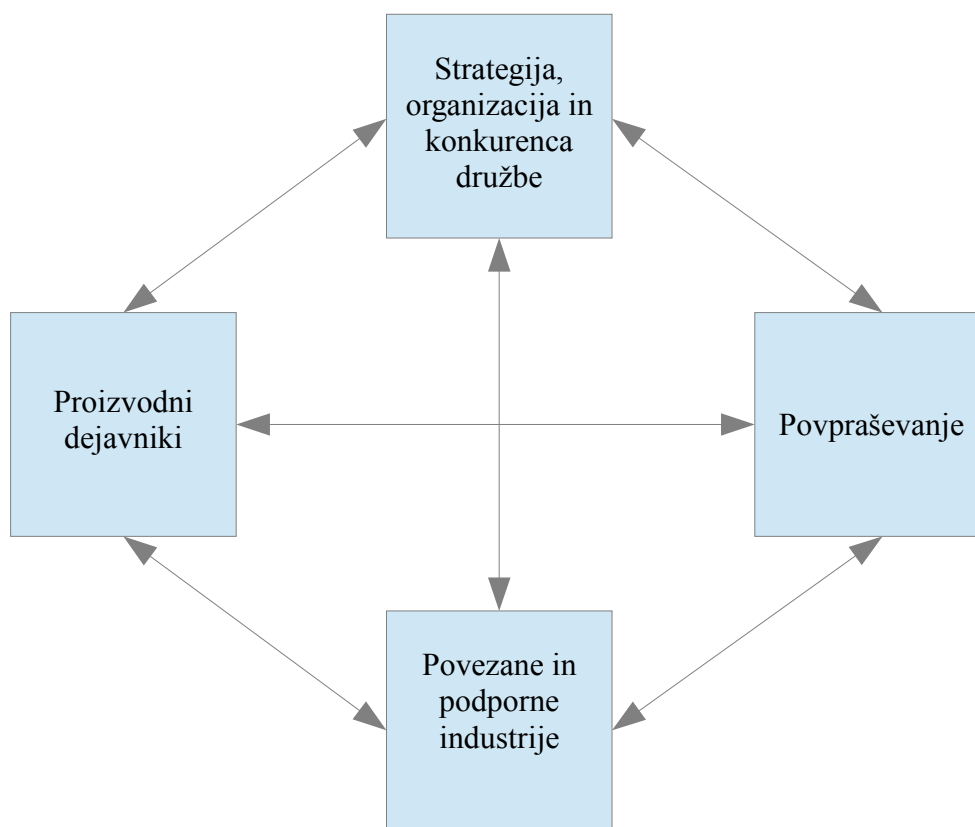 Strategija,
organizacija in
konkurenca
družbe
Proizvodni
dejavniki
Povpraševanje
Povezane in
podporne
industrije